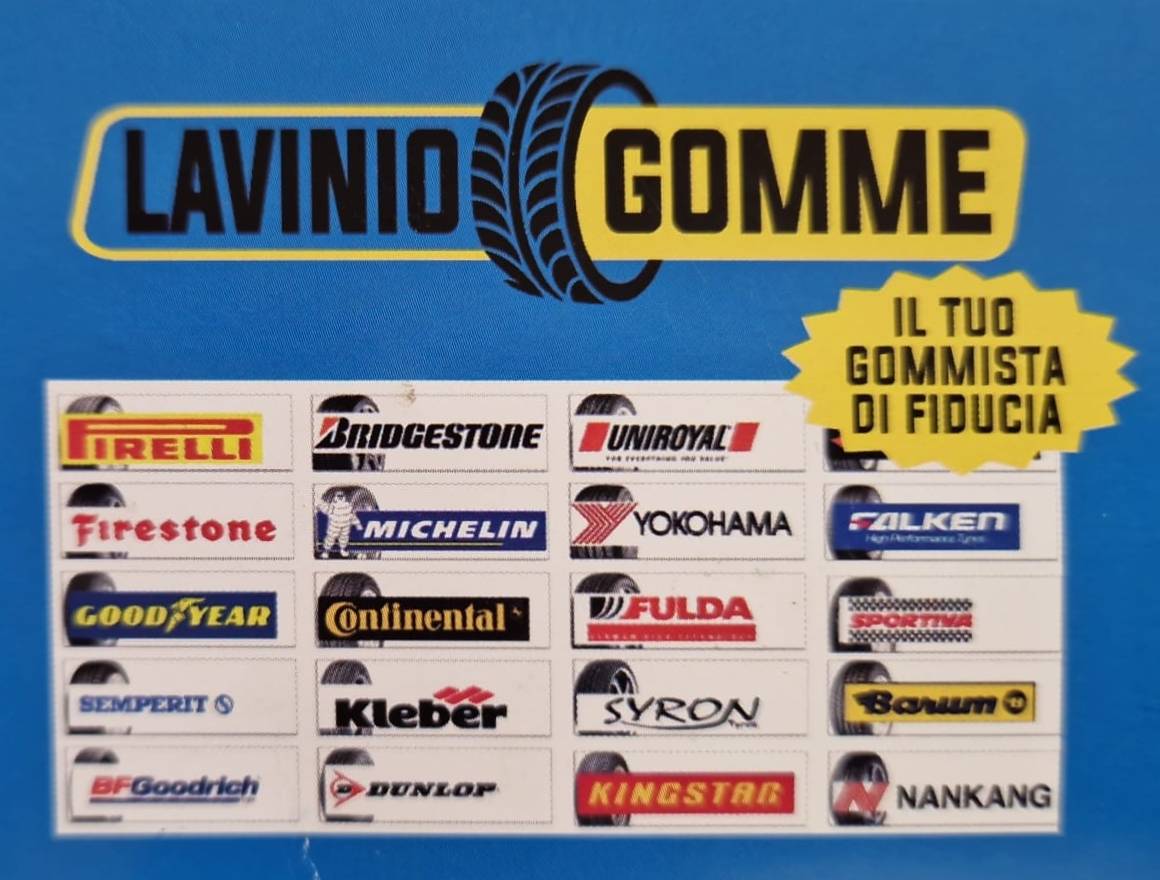 LAVINIO GOMME
IL TUO
GOMMISTA
DI FIDUCIA
PIRELLI BRIDGESTONE UNIROYAL
Firestone MICHELIN YOKOHAMA FALKEN
High Performance Tyres
GOODYEAR Continental FULDA SPORTIVA
SEMPERIT Kleber SYRON Barum
Tyres
BFGoodrich DUNLOP KINGSTAR NANKANG